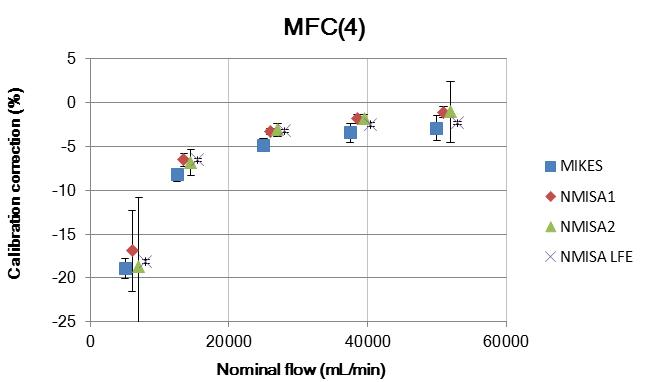 MFC(4)
5
0
-5
-10
-15
-20
-25
0 20000 40000 60000
Calibration correction (%)
Nominal flow (mL/min)
MIKES
NMISA1
NMISA2
NMISA LFE